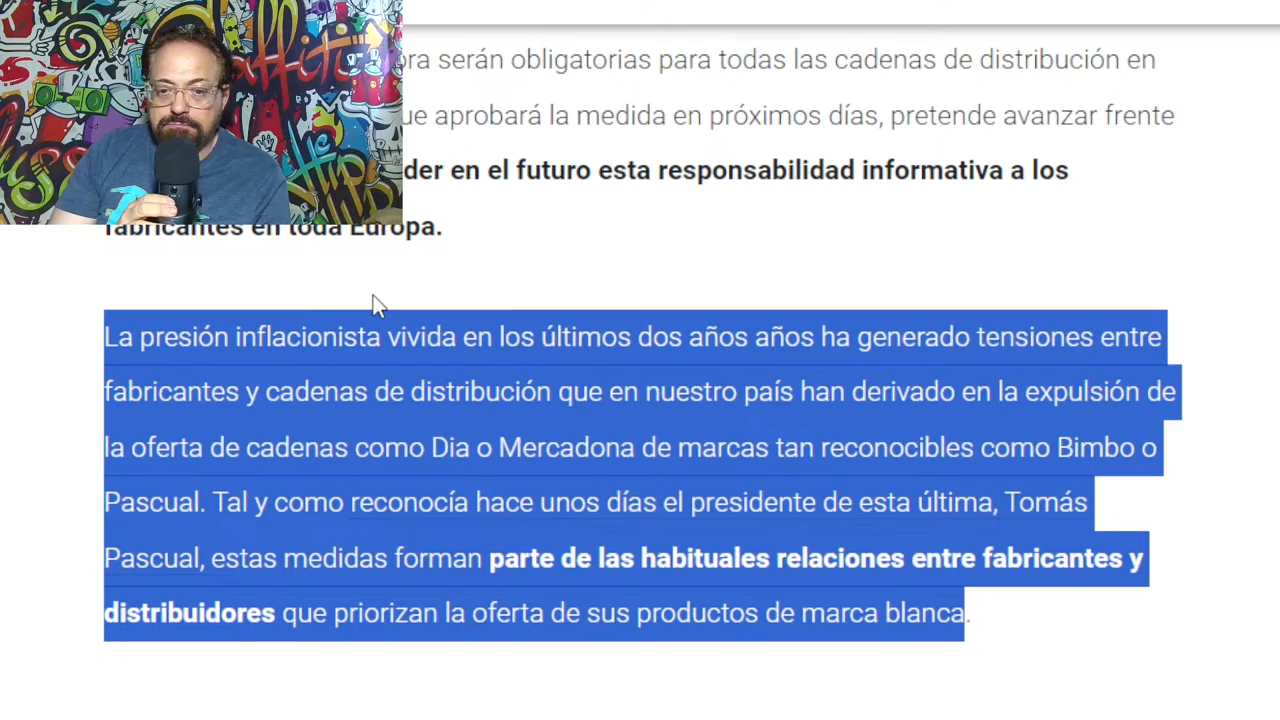 ora serán obligatorias para todas las cadenas de distribución en
ue aprobará la medida en próximos días, pretende avanzar frente
der en el futuro esta responsabilidad informativa a los
fabricantes en toda Europa.
La presión inflacionista vivida en los últimos dos años años ha generado tensiones entre
fabricantes y cadenas de distribución que en nuestro país han derivado en la expulsión de
la oferta de cadenas como Dia o Mercadona de marcas tan reconocibles como Bimbo o
Pascual. Tal y como reconocía hace unos días el presidente de esta última, Tomás
Pascual, estas medidas forman parte de las habituales relaciones entre fabricantes y
distribuidores que priorizan la oferta de sus productos de marca blanca.